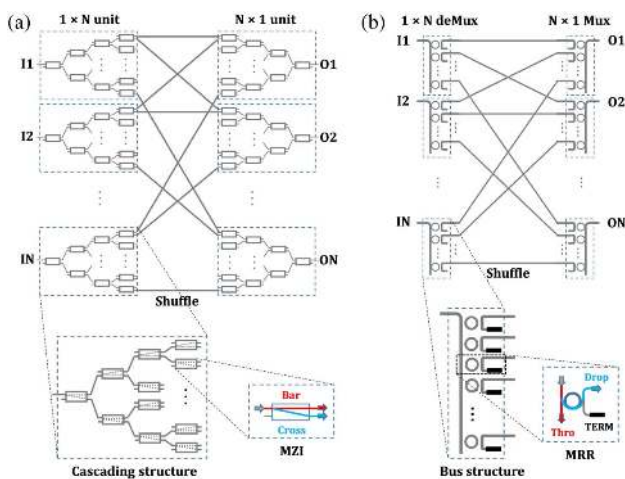 (a)
1 × N unit
N × 1 unit
I1
O1
I2
O2
IN
ON
Shuffle
Bar
Cross
MZI
Cascading structure
(b)
1 × N deMux
N × 1 Mux
I1
O1
I2
O2
IN
ON
Shuffle
Drop
Thro
TERM
MRR
Bus structure